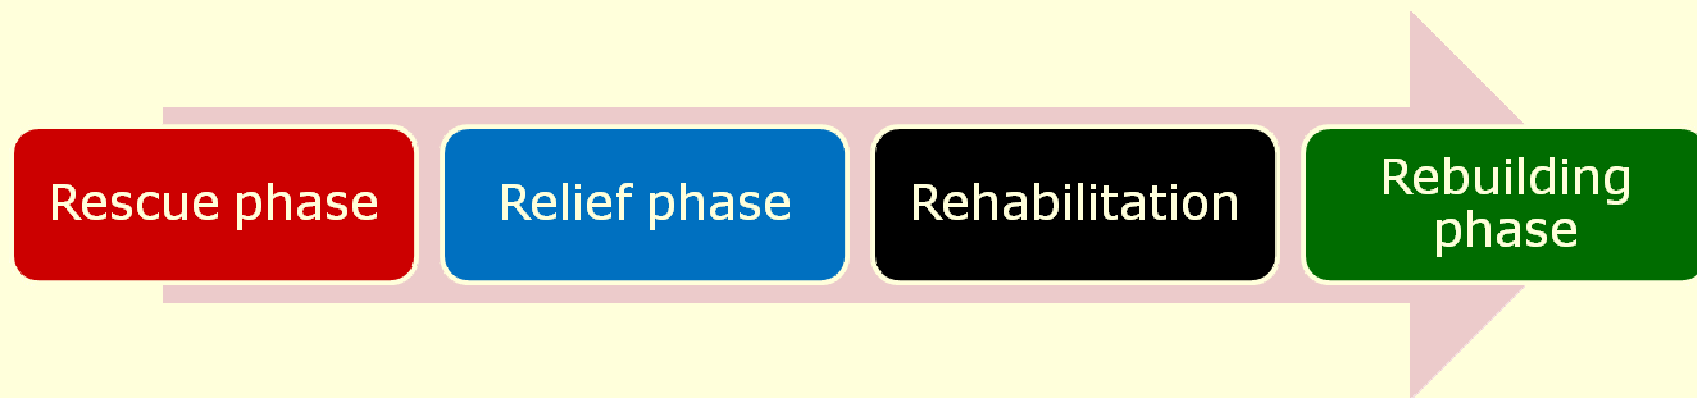 Rescue phase
Relief phase
Rehabilitation
Rebuilding
phase